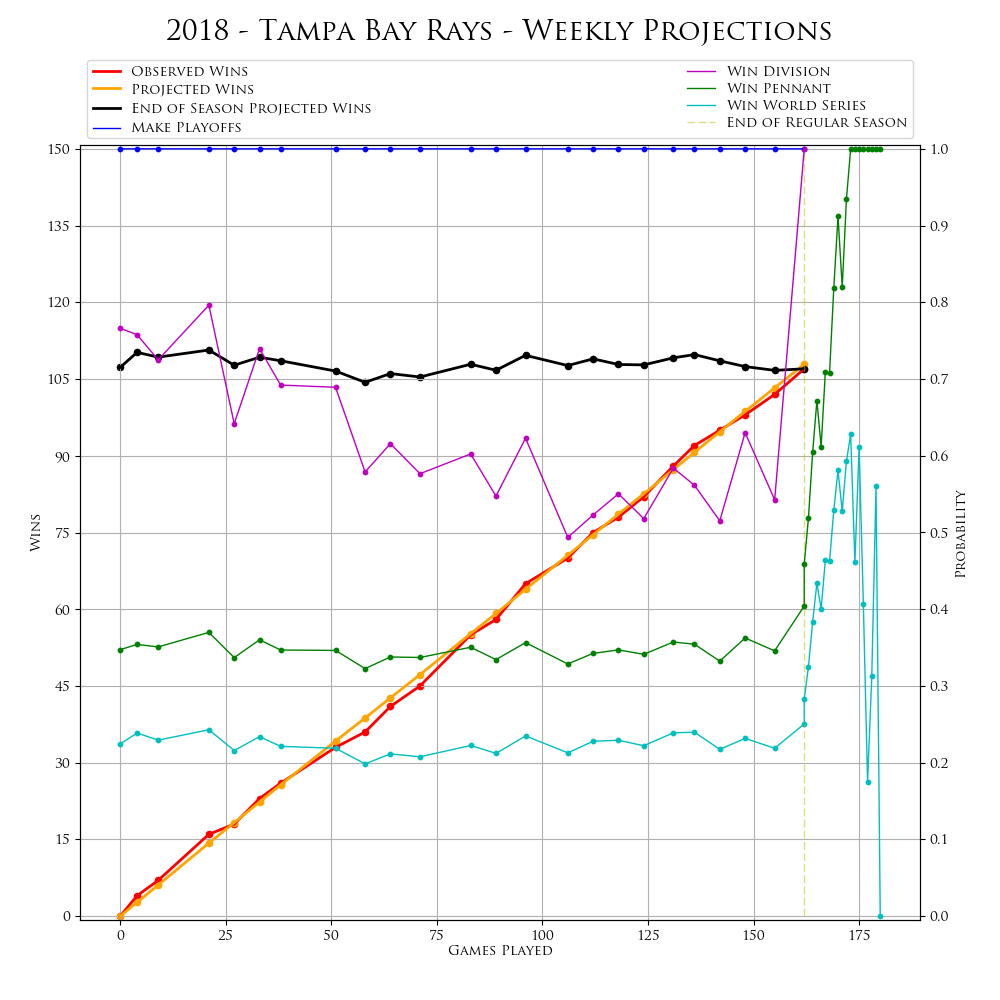 2018 - Tampa Bay Rays - Weekly Projections
Observed Wins
Projected Wins
End of Season Projected Wins
Make Playoffs
Win Division
Win Pennant
Win World Series
End of Regular Season
150
135
120
105
90
75
60
45
30
15
0
Wins
1.0
0.9
0.8
0.7
0.6
0.5
0.4
0.3
0.2
0.1
0.0
Probability
0 25 50 75 100 125 150 175
Games Played